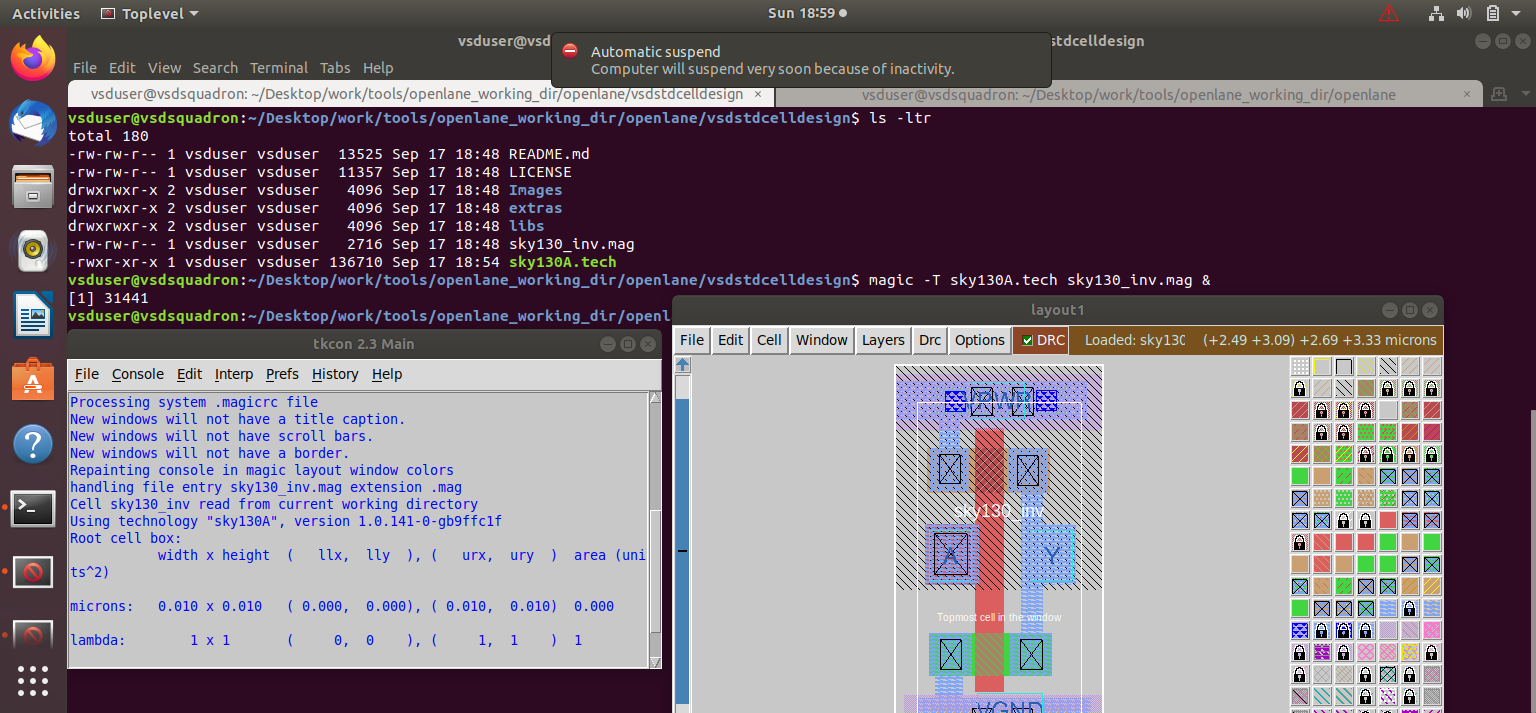 Activities Toplevel Sun 18:59
vsduser@vsd stdcelldesign
Automatic suspend
Computer will suspend very soon because of inactivity.
File Edit View Search Terminal Tabs Help
vsduser@vsdsquadron: ~/Desktop/work/tools/openlane_working_dir/openlane/vsdstdcelldesign × vsduser@vsdsquadron: ~/Desktop/work/tools/openlane_working_dir/openlane ×
vsduser@vsdsquadron:~/Desktop/work/tools/openlane_working_dir/openlane/vsdstdcelldesign$ ls -ltr
total 180
-rw-rw-r-- 1 vsduser vsduser 13525 Sep 17 18:48 README.md
-rw-rw-r-- 1 vsduser vsduser 11357 Sep 17 18:48 LICENSE
drwxrwxr-x 2 vsduser vsduser 4096 Sep 17 18:48 Images
drwxrwxr-x 2 vsduser vsduser 4096 Sep 17 18:48 extras
drwxrwxr-x 2 vsduser vsduser 4096 Sep 17 18:48 libs
-rw-rw-r-- 1 vsduser vsduser 2716 Sep 17 18:48 sky130_inv.mag
-rwxr-xr-x 1 vsduser vsduser 136710 Sep 17 18:54 sky130A.tech
vsduser@vsdsquadron:~/Desktop/work/tools/openlane_working_dir/openlane/vsdstdcelldesign$ magic -T sky130A.tech sky130_inv.mag &
[1] 31441
vsduser@vsdsquadron:~/Desktop/work/tools/openlane_working_dir/openl
tkcon 2.3 Main
File Console Edit Interp Prefs History Help
Processing system .magicrc file
New windows will not have a title caption.
New windows will not have scroll bars.
New windows will not have a border.
Repainting console in magic layout window colors
handling file entry sky130_inv.mag extension .mag
Cell sky130_inv read from current working directory
Using technology "sky130A", version 1.0.141-0-gb9ffc1f
Root cell box:
width x height ( llx, lly ), ( urx, ury ) area (uni
ts^2)
microns: 0.010 x 0.010 ( 0.000, 0.000), ( 0.010, 0.010) 0.000
lambda: 1 x 1 ( 0, 0 ), ( 1, 1 ) 1
layout1
File Edit Cell Window Layers Drc Options DRC Loaded: sky130 (+2.49 +3.09) +2.69 +3.33 microns
sky130_inv
A Y
Topmost cell in the window
VGND